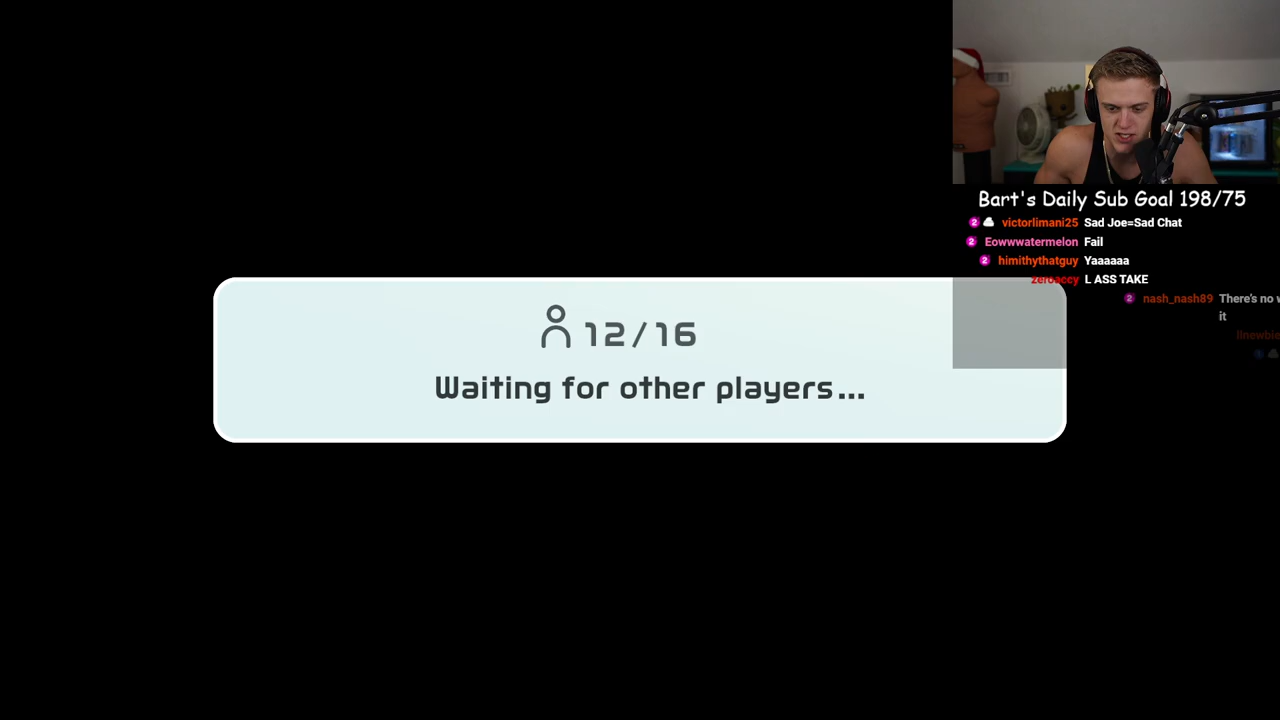 Bart's Daily Sub Goal 198/75
victorlimani25 Sad Joe=Sad Chat
Eowwwatermelon Fail
himithythatguy Yaaaaaa
zeroaccy L ASS TAKE
nash_nash89 There's no
it
12/16
Waiting for other players...